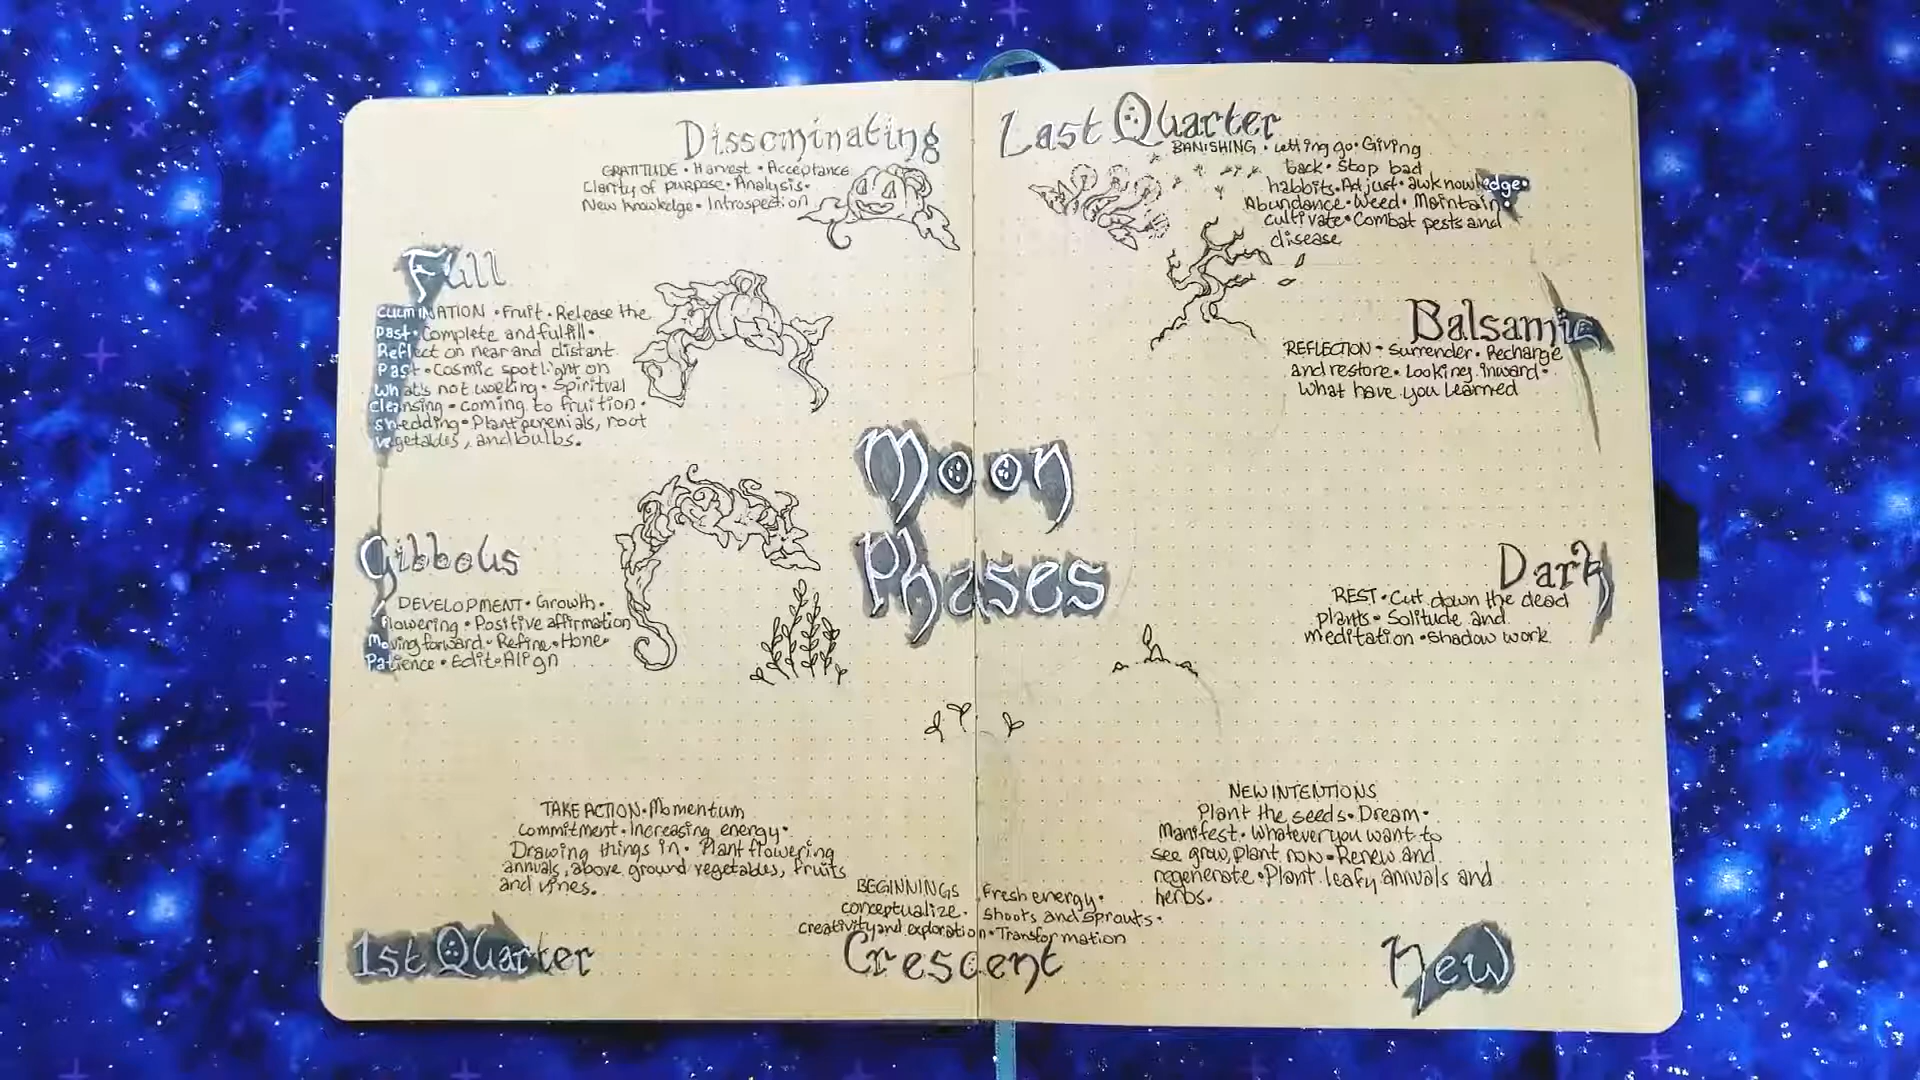 Disseminating
GRATITUDE • Harvest • Acceptance
Clarity of purpose • Analysis •
New knowledge • Introspection
Full
CULMINATION • Fruit • Release the
Past • Complete and fulfill •
Reflect on near and distant
Past • Cosmic spotlight on
What's not working • Spiritual
cleansing • coming to fruition •
shedding • Plant perenials, root
vegetables, and bulbs.
Gibbous
DEVELOPMENT • Growth •
flowering • Positive affirmation
Moving forward • Refine • Hone •
Patience • Edit • Align
TAKE ACTION • Momentum
commitment • Increasing energy •
Drawing things in • Plant flowering
annuals, above ground vegetables, fruits
and vines.
1st Quarter
Moon
Phases
BEGINNINGS Fresh energy •
conceptualize • Shoots and sprouts •
creativity and exploration • Transformation
Crescent
Last Quarter
BANISHING • Letting go • Giving
back • Stop bad
habbits • Adjust • awknowledge •
Abundance • Weed • Maintain •
cultivate • Combat pests and
disease
Balsamic
REFLECTION • Surrender • Recharge
and restore • Looking inward •
What have you learned
Dark
REST • Cut down the dead
plants • Solitude and
meditation • Shadow work
NEW INTENTIONS
Plant the seeds • Dream •
Manifest • Whatever you want to
see grow, plant now • Renew and
regenerate • Plant leafy annuals and
herbs.
New